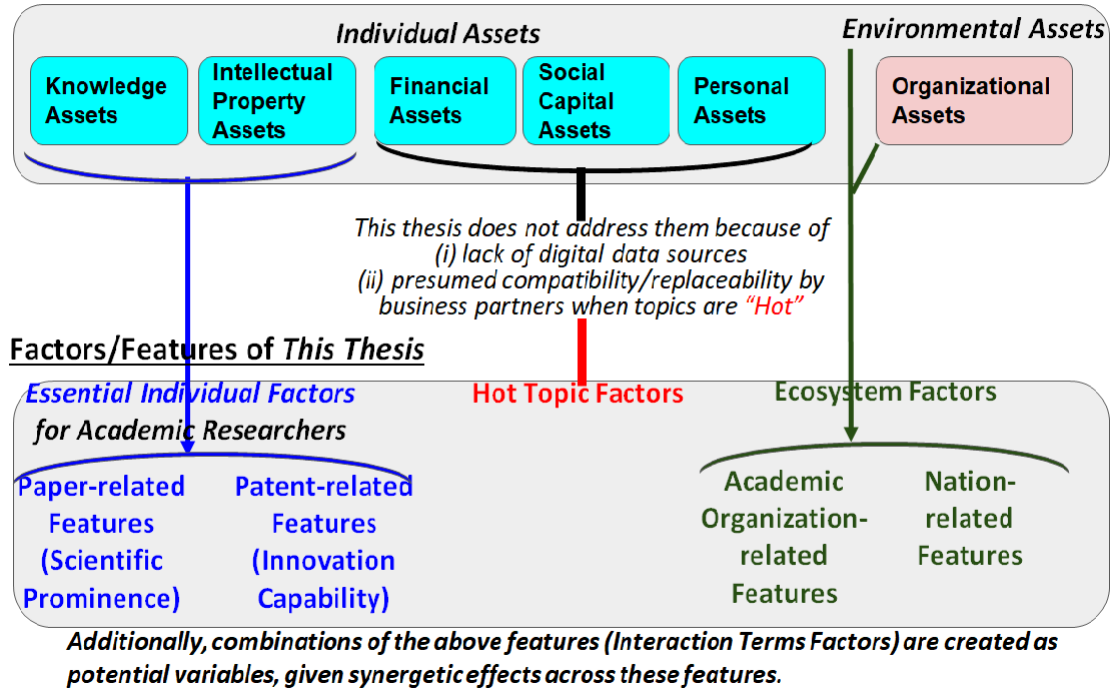 Individual Assets
Environmental Assets
Knowledge
Assets
Intellectual
Property
Assets
Financial
Assets
Social
Capital
Assets
Personal
Assets
Organizational
Assets
This thesis does not address them because of
(i) lack of digital data sources
(ii) presumed compatibility/replaceability by
business partners when topics are “Hot”
Factors/Features of This Thesis
Essential Individual Factors
for Academic Researchers
Hot Topic Factors
Ecosystem Factors
Paper-related
Features
(Scientific
Prominence)
Patent-related
Features
(Innovation
Capability)
Academic
Organization-
related
Features
Nation-
related
Features
Additionally, combinations of the above features (Interaction Terms Factors) are created as
potential variables, given synergetic effects across these features.